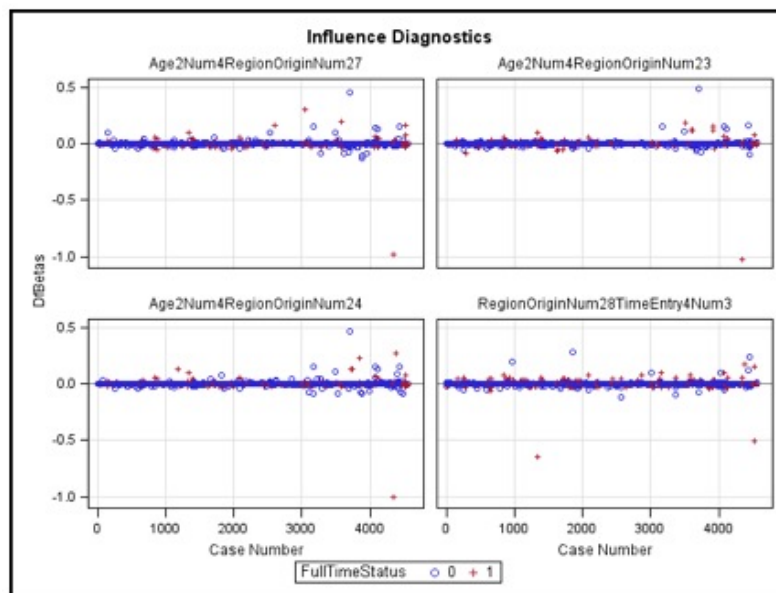 Influence Diagnostics
Age2Num4RegionOriginNum27
Age2Num4RegionOriginNum23
0.5
0.0
-0.5
-1.0
DfBetas
Age2Num4RegionOriginNum24
RegionOriginNum28TimeEntry4Num3
0.5
0.0
-0.5
-1.0
0 1000 2000 3000 4000 0 1000 2000 3000 4000
Case Number Case Number
FullTimeStatus 0 1